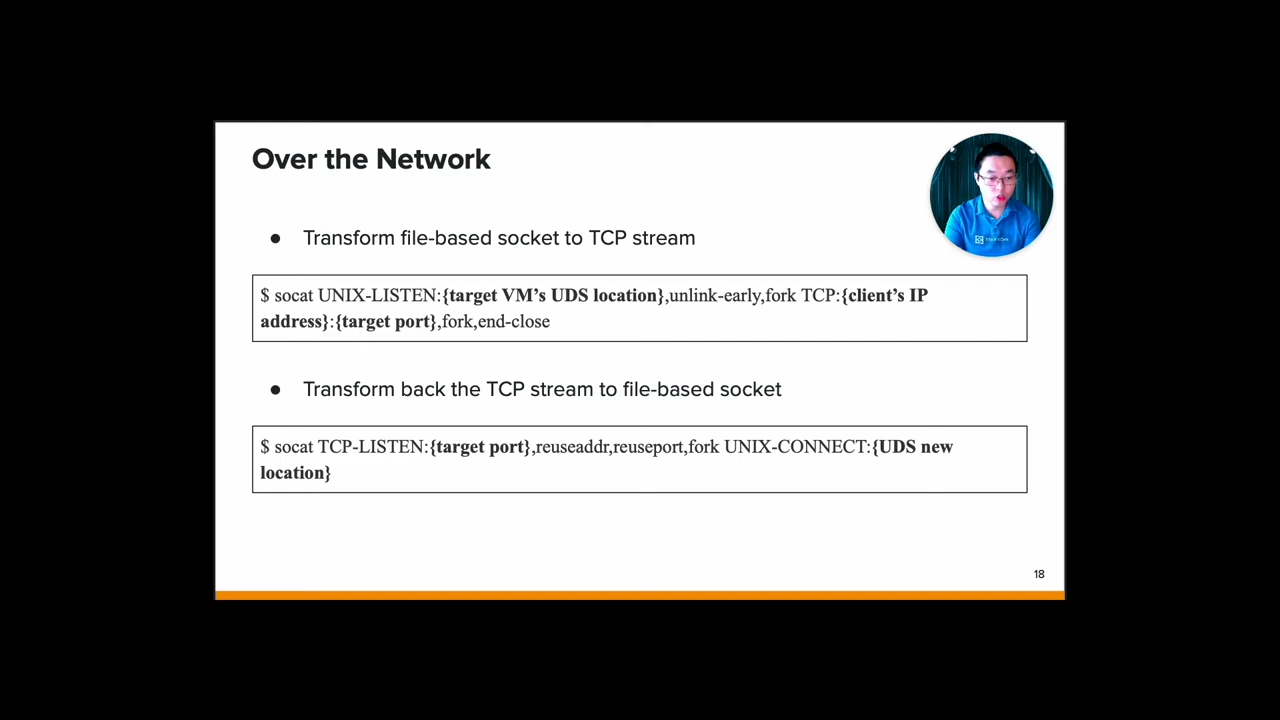 Over the Network
● Transform file-based socket to TCP stream
$ socat UNIX-LISTEN:{target VM’s UDS location},unlink-early,fork TCP:{client’s IP
address}:{target port},fork,end-close
● Transform back the TCP stream to file-based socket
$ socat TCP-LISTEN:{target port},reuseaddr,reuseport,fork UNIX-CONNECT:{UDS new
location}
18